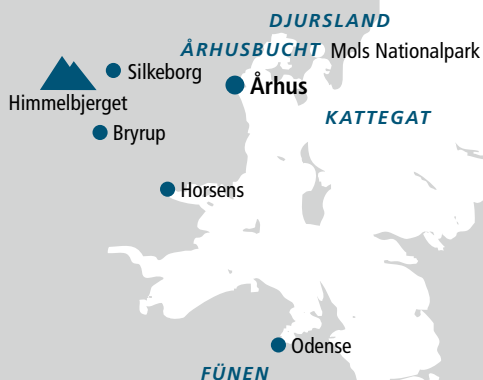 DJURSLAND
ÅRHUSBUCHT Mols Nationalpark
Silkeborg
Århus
Himmelbjerget
KATTEGAT
Bryrup
Horsens
Odense
FÜNEN